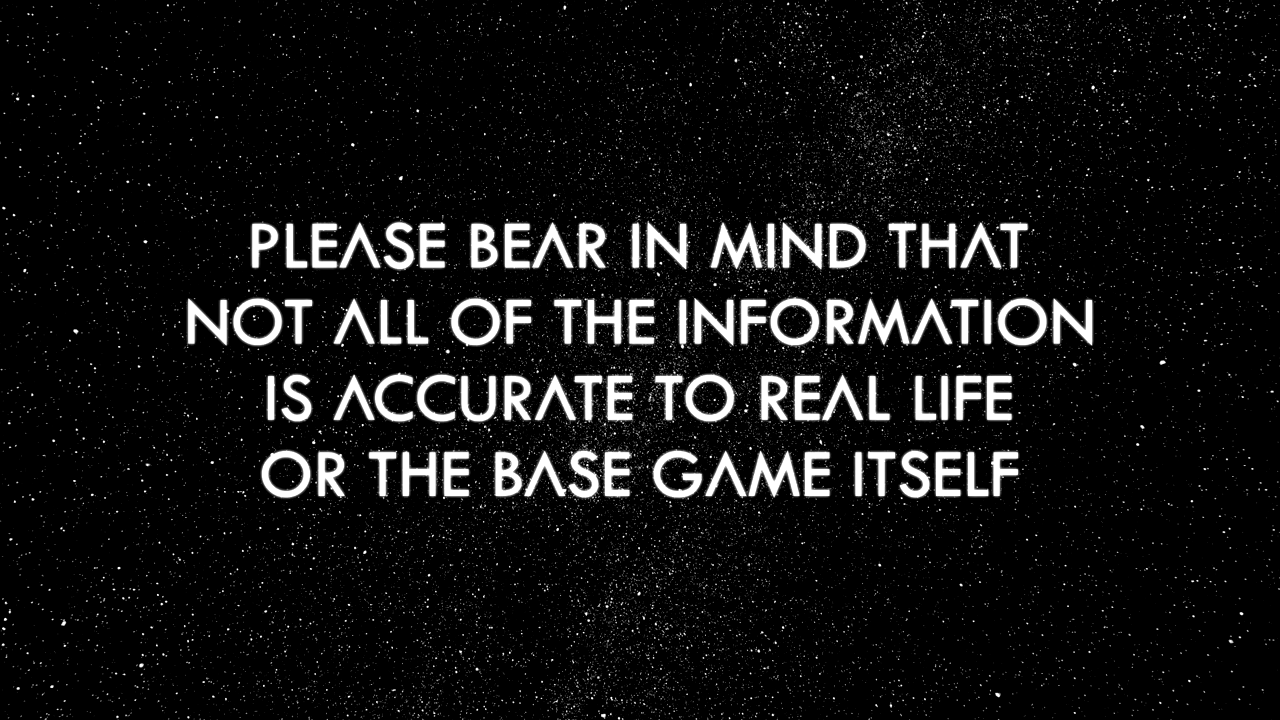 PLEASE BEAR IN MIND THAT
NOT ALL OF THE INFORMATION
IS ACCURATE TO REAL LIFE
OR THE BASE GAME ITSELF